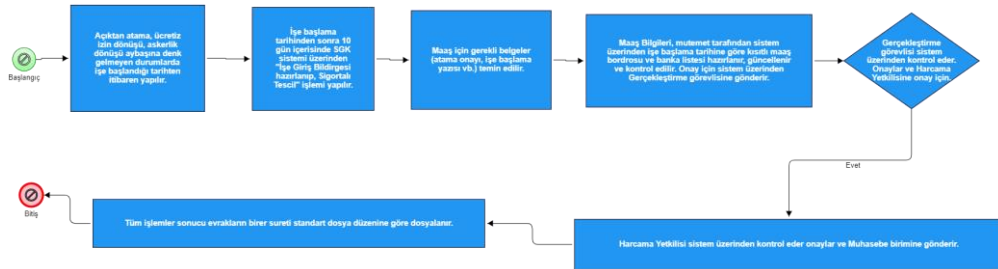 Başlangıç
Açıktan atama, ücretiz
izin dönüşü, askerlik
dönüşü aybaşına denk
gelmeyen durumlarda
işe başlandığı tarihten
itibaren yapılır.
İşe başlama
tarihinden sonra 10
gün içerisinde SGK
sistemi üzerinden
"İşe Giriş Bildirgesi
hazırlanıp, Sigortalı
Tescil" işlemi yapılır.
Maaş için gerekli belgeler
(atama onayı, işe başlama
yazısı vb.) temin edilir.
Maaş Bilgileri, mutemet tarafından sistem
üzerinden işe başlama tarihine göre kısıtlı maaş
bordrosu ve banka listesi hazırlanır, güncellenir
ve kontrol edilir. Onay için sistem üzerinden
Gerçekleştirme görevlisine gönderir.
Gerçekleştirme
görevlisi sistem
üzerinden kontrol eder.
Onaylar ve Harcama
Yetkilisine onay için.
Evet
Harcama Yetkilisi sistem üzerinden kontrol eder onaylar ve Muhasebe birimine gönderir.
Tüm işlemler sonucu evrakların birer sureti standart dosya düzenine göre dosyalanır.
Bitiş